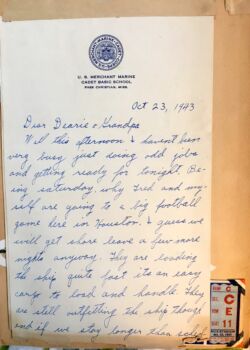 U. S. MERCHANT MARINE
CADET BASIC SCHOOL
PASS CHRISTIAN, MISS.
Oct 23, 1943
Dear Dearie & Grandpa
Well this afternoon I haven't been
very busy just doing odd jobs
and getting ready for tonight. Be-
ing saturday why Fred and my-
self are going to a big football
game here in Houston. I guess we
will get shore leave a few more
nights anyway. They are loading
the ship quite fast its an easy
cargo to load and handle. They
are still outfitting the ship though
and if we stay longer than
C
C
E
11